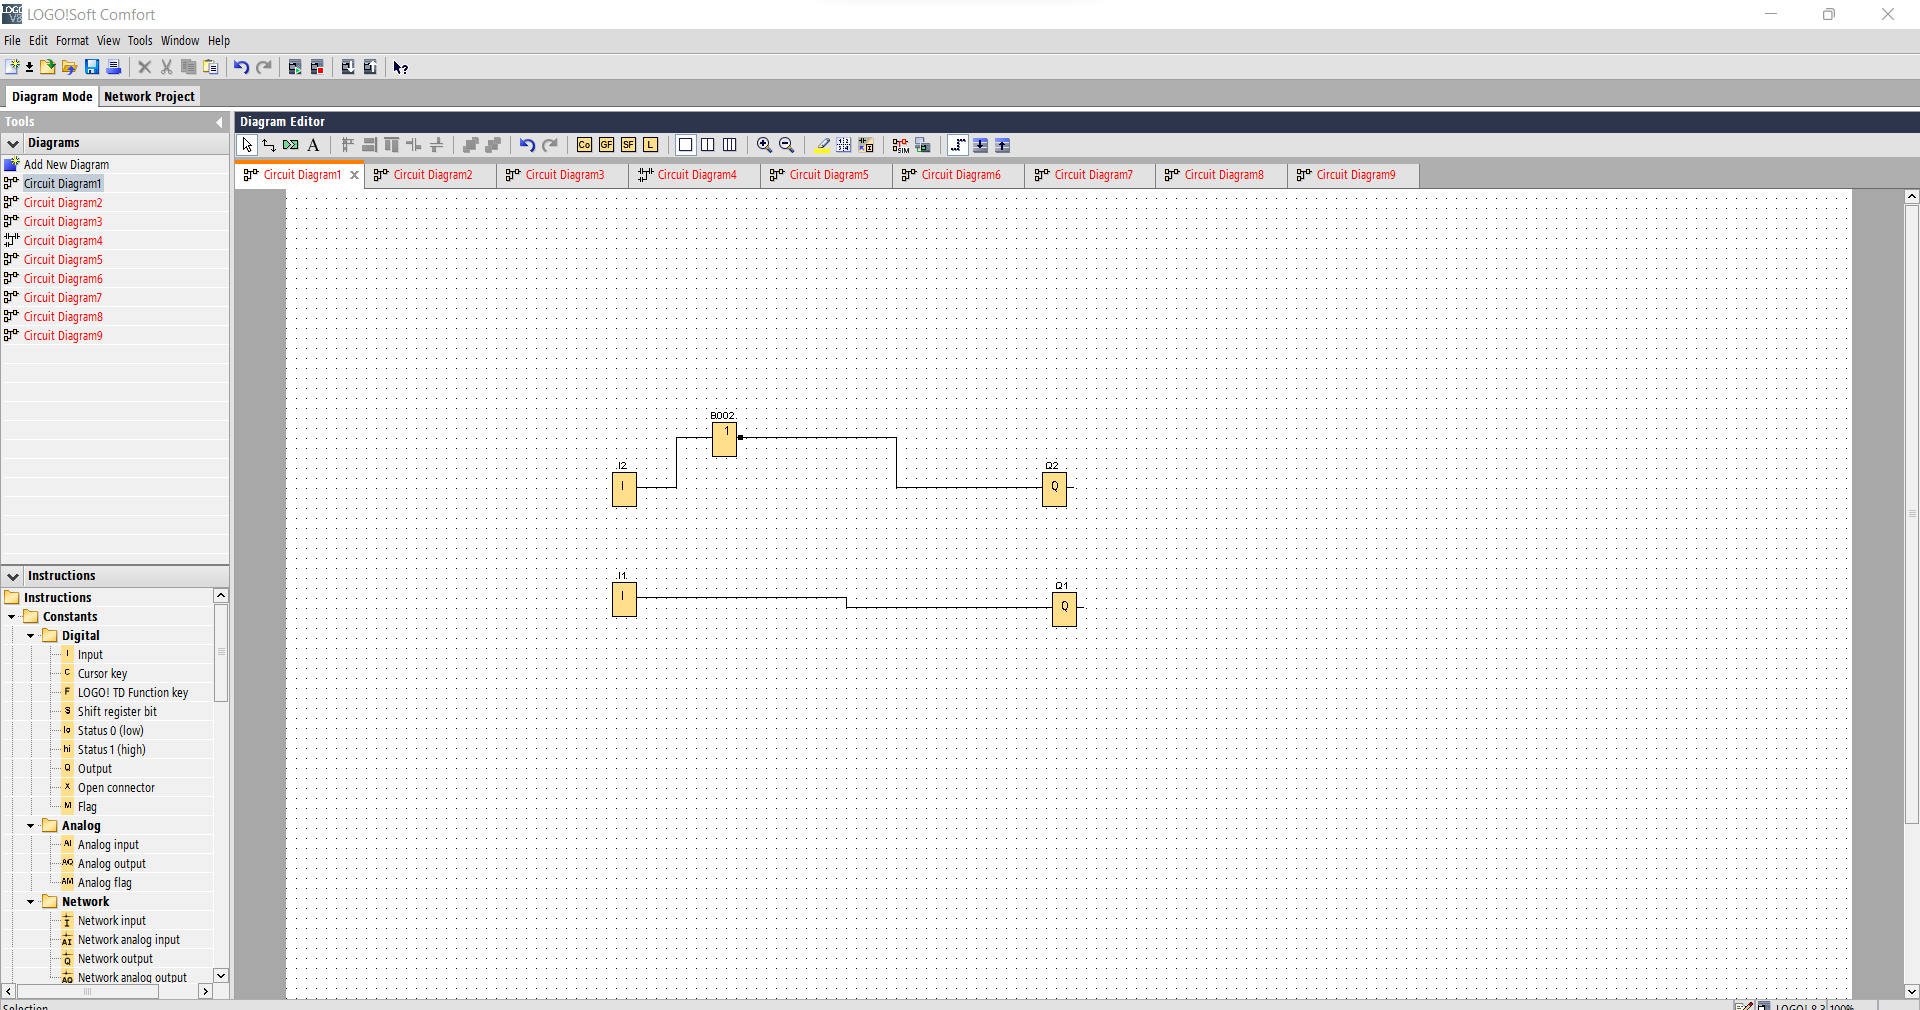 LOGO!Soft Comfort
File Edit Format View Tools Window Help
Diagram Mode Network Project
Tools
Diagrams
Add New Diagram
Circuit Diagram1
Circuit Diagram2
Circuit Diagram3
Circuit Diagram4
Circuit Diagram5
Circuit Diagram6
Circuit Diagram7
Circuit Diagram8
Circuit Diagram9
Instructions
Instructions
Constants
Digital
I Input
C Cursor key
F LOGO! TD Function key
S Shift register bit
lo Status 0 (low)
hi Status 1 (high)
Q Output
X Open connector
M Flag
Analog
AI Analog input
AQ Analog output
AM Analog flag
Network
I Network input
AI Network analog input
Q Network output
AQ Network analog output
Selection
Diagram Editor
A Co GF SF L SIM
Circuit Diagram1 Circuit Diagram2 Circuit Diagram3 Circuit Diagram4 Circuit Diagram5 Circuit Diagram6 Circuit Diagram7 Circuit Diagram8 Circuit Diagram9
B002
1
I2
I
Q2
Q
I1
I
Q1
Q
LOGO! 8.3 100%